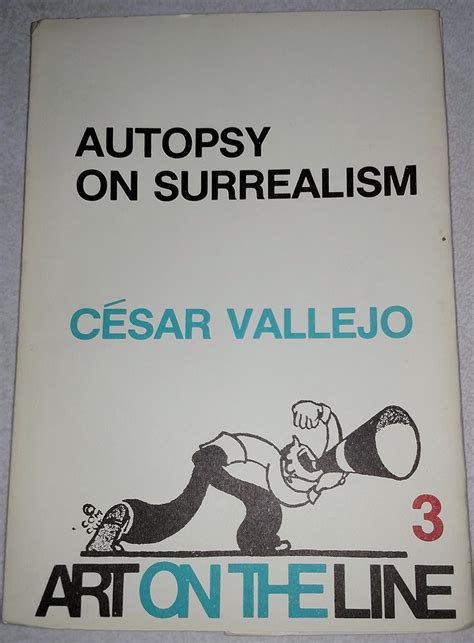 AUTOPSY
ON SURREALISM
CÉSAR VALLEJO
3
ART ON THE LINE